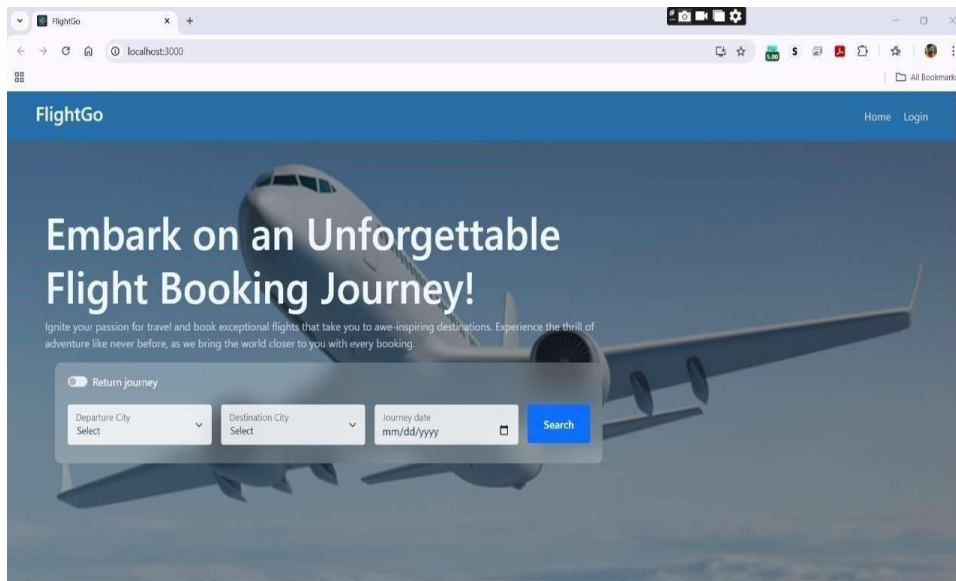 FlightGo
localhost:3000
5.00
S
All Bookmarks
FlightGo
Home Login
Embark on an Unforgettable
Flight Booking Journey!
Ignite your passion for travel and book exceptional flights that take you to awe-inspiring destinations. Experience the thrill of
adventure like never before, as we bring the world closer to you with every booking.
Return journey
Departure City
Select
Destination City
Select
Journey date
mm/dd/yyyy
Search